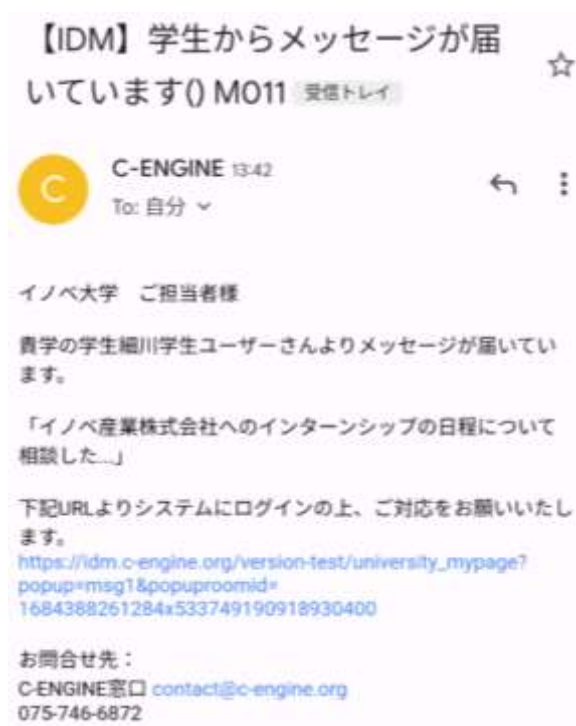 【IDM】学生からメッセージが届
いています() M011 受信トレイ
C
C-ENGINE 13:42
To: 自分
イノベ大学　ご担当者様
貴学の学生細川学生ユーザーさんよりメッセージが届いてい
ます。
「イノベ産業株式会社へのインターンシップの日程について
相談した...」
下記URLよりシステムにログインの上、ご対応をお願いいたし
ます。
https://idm.c-engine.org/version-test/university_mypage?
popup=msg1&popuproomid=
1684388261284x533749190918930400
お問合せ先：
C-ENGINE窓口 contact@c-engine.org
075-746-6872